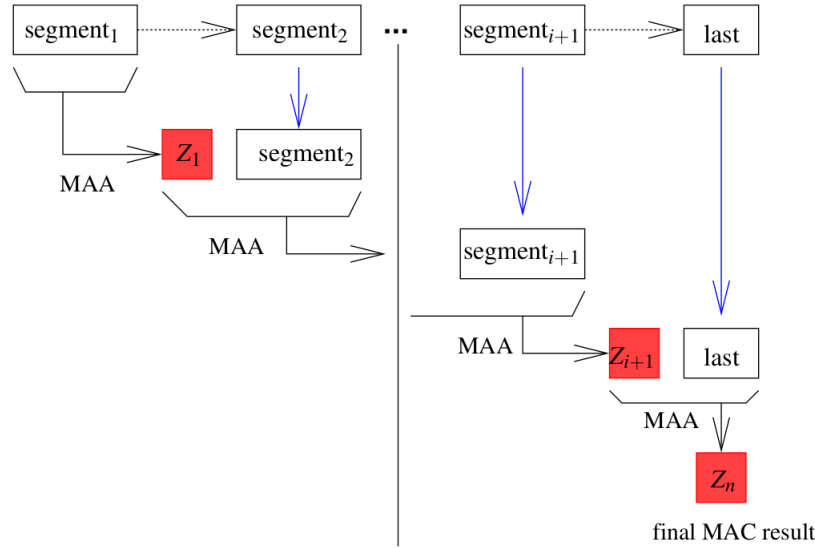 segment₁ segment₂ ... segmentᵢ₊₁ last
Z₁ segment₂
MAA
MAA
segmentᵢ₊₁
MAA
Zᵢ₊₁ last
MAA
Zₙ
final MAC result